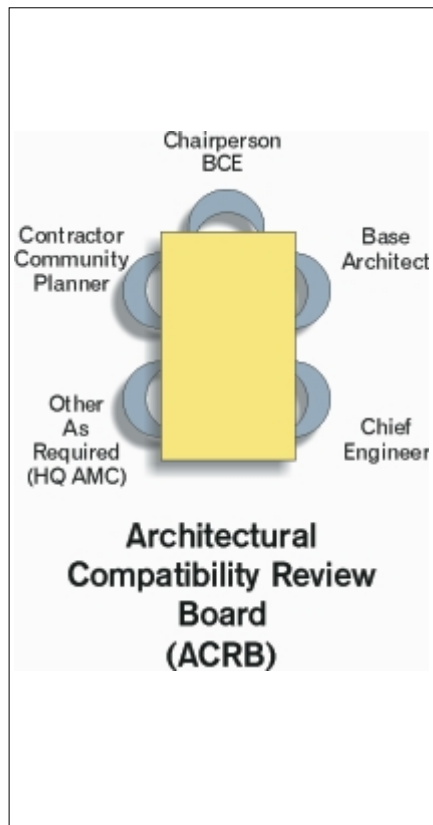 Chairperson
BCE
Contractor
Community
Planner
Base
Architect
Other
As
Required
(HQ AMC)
Chief
Engineer
Architectural
Compatibility Review
Board
(ACRB)